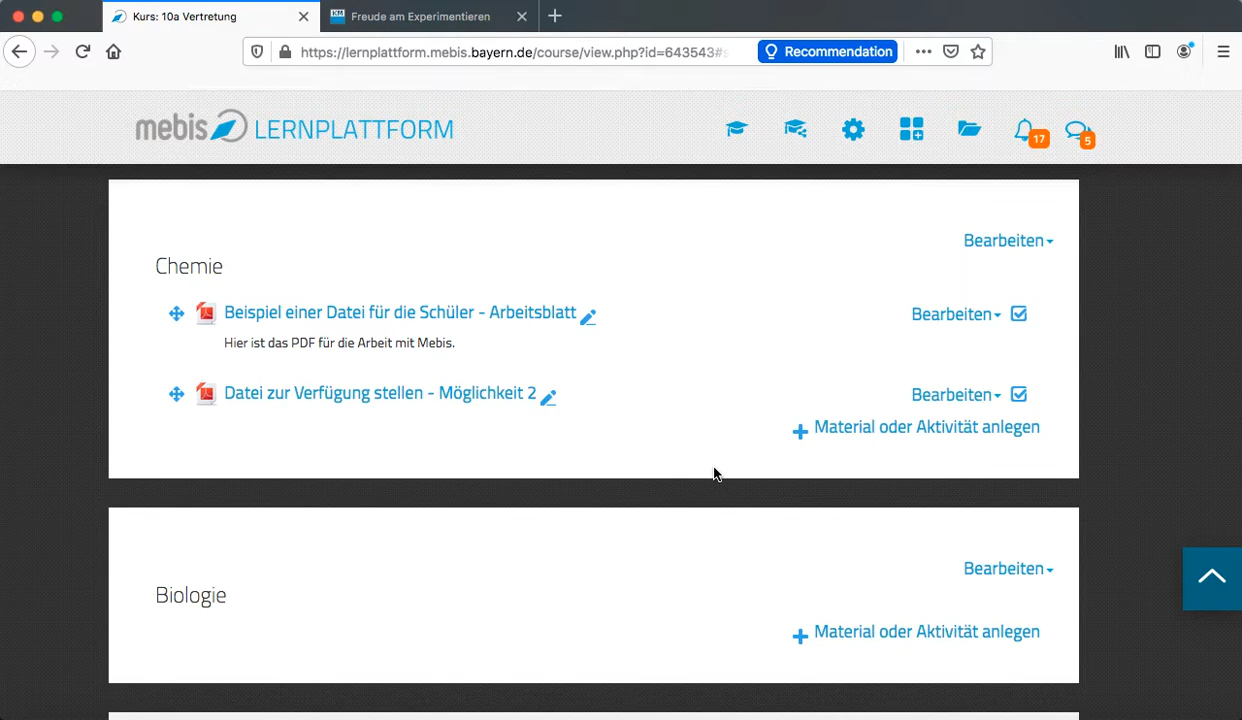 Kurs: 10a Vertretung
Freude am Experimentieren
https://lernplattform.mebis.bayern.de/course/view.php?id=643543#s
Recommendation
mebis LERNPLATTFORM
17
5
Bearbeiten
Chemie
Beispiel einer Datei für die Schüler - Arbeitsblatt
Bearbeiten
Hier ist das PDF für die Arbeit mit Mebis.
Datei zur Verfügung stellen - Möglichkeit 2
Bearbeiten
Material oder Aktivität anlegen
Bearbeiten
Biologie
Material oder Aktivität anlegen